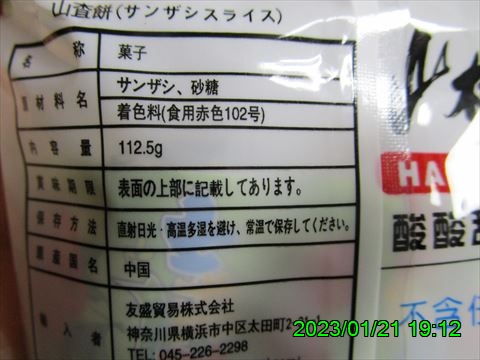 山査餅(サンザシスライス)
名称 菓子
原材料名 サンザシ、砂糖
着色料(食用赤色102号)
内容量 112.5g
賞味期限 表面の上部に記載してあります。
保存方法 直射日光・高温多湿を避け、常温で保存してください。
原産国名 中国
輸入者 友盛貿易株式会社
神奈川県横浜市中区太田町2-
TEL: 045-226-2298
山
HA
酸酸
不含
2023/01/21 19:12